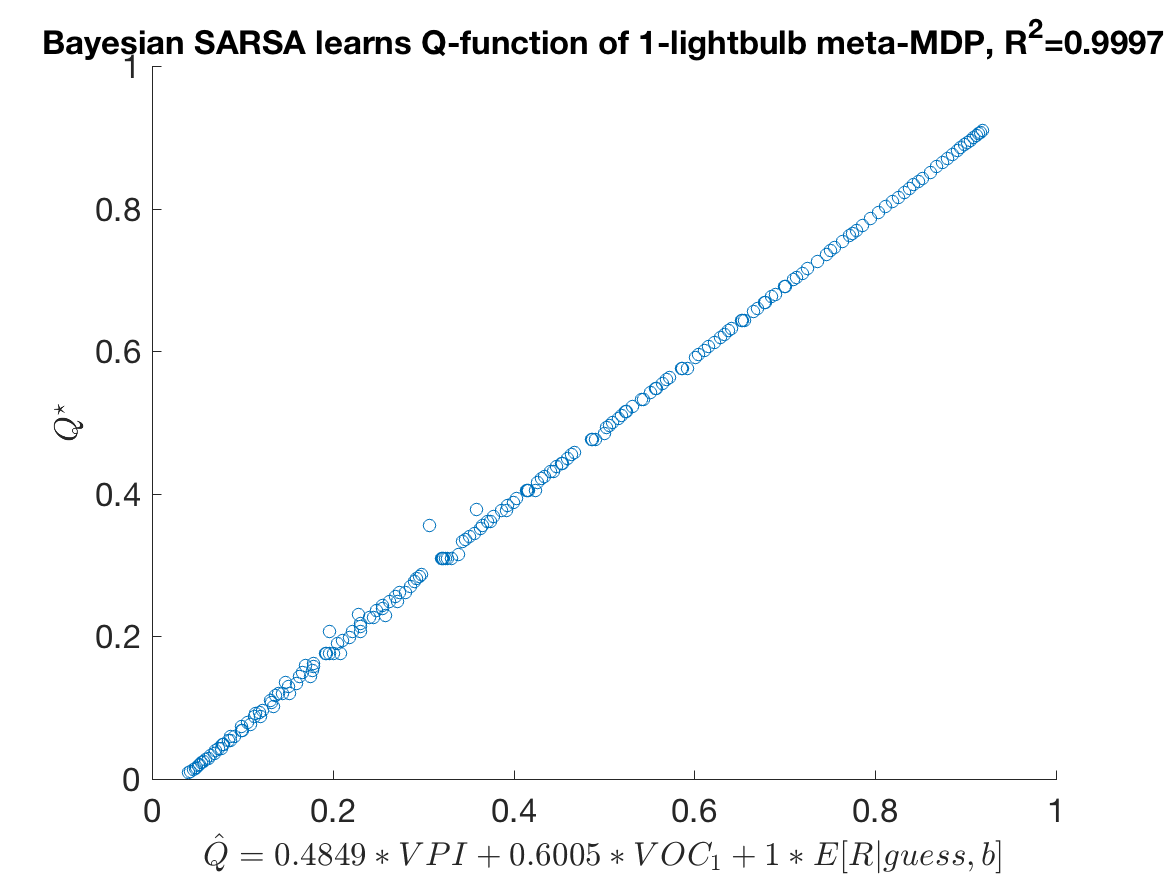 Bayesian SARSA learns Q-function of 1-lightbulb meta-MDP, R²=0.9997
1
0.8
0.6
0.4
0.2
0
Q⋆
0 0.2 0.4 0.6 0.8 1
Q̂ = 0.4849 ∗ VPI + 0.6005 ∗ VOC₁ + 1 ∗ E[R|guess, b]